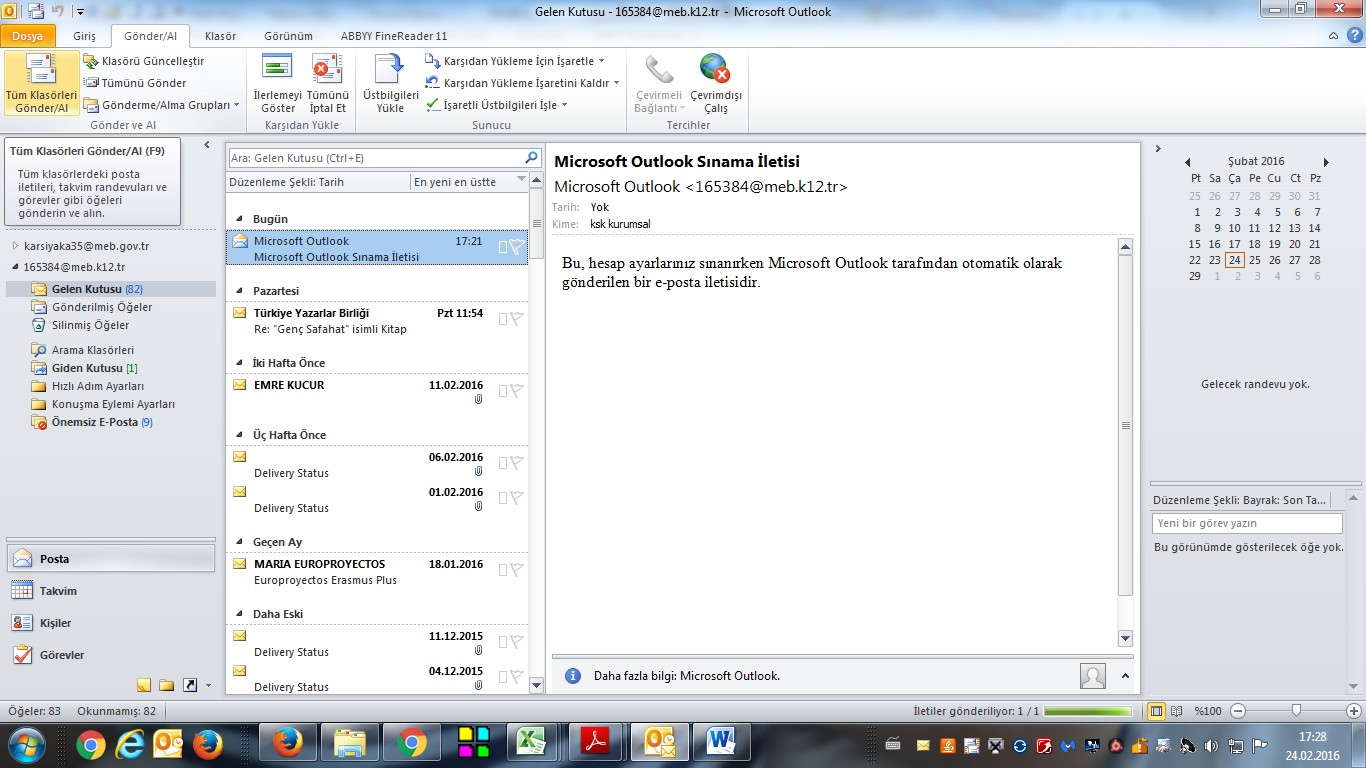 Gelen Kutusu - 165384@meb.k12.tr - Microsoft Outlook
Dosya Giriş Gönder/Al Klasör Görünüm ABBYY FineReader 11
Tüm Klasörleri Gönder/Al
Klasörü Güncelleştir
Tümünü Gönder
Gönderme/Alma Grupları
Gönder ve Al
İlerlemeyi Göster
Tümünü İptal Et
Karşıdan Yükle
Üstbilgileri Yükle
Karşıdan Yükleme İçin İşaretle
Karşıdan Yükleme İşaretini Kaldır
İşaretli Üstbilgileri İşle
Sunucu
Çevirmeli Bağlantı
Çevrimdışı Çalış
Tercihler
Tüm Klasörleri Gönder/Al (F9)
Tüm klasörlerdeki posta
iletileri, takvim randevuları ve
görevler gibi öğeleri
gönderin ve alın.
karsiyaka35@meb.gov.tr
165384@meb.k12.tr
Gelen Kutusu (82)
Gönderilmiş Öğeler
Silinmiş Öğeler
Arama Klasörleri
Giden Kutusu [1]
Hızlı Adım Ayarları
Konuşma Eylemi Ayarları
Önemsiz E-Posta (9)
Posta
Takvim
Kişiler
Görevler
Ara: Gelen Kutusu (Ctrl+E)
Düzenleme Şekli: Tarih En yeni en üstte
Bugün
Microsoft Outlook 17:21
Microsoft Outlook Sınama İletisi
Pazartesi
Türkiye Yazarlar Birliği Pzt 11:54
Re: "Genç Safahat" isimli Kitap
İki Hafta Önce
EMRE KUCUR 11.02.2016
Üç Hafta Önce
06.02.2016
Delivery Status
01.02.2016
Delivery Status
Geçen Ay
MARIA EUROPROYECTOS 18.01.2016
Europroyectos Erasmus Plus
Daha Eski
11.12.2015
Delivery Status
04.12.2015
Delivery Status
Microsoft Outlook Sınama İletisi
Microsoft Outlook <165384@meb.k12.tr>
Tarih: Yok
Kime: ksk kurumsal
Bu, hesap ayarlarınız sınanırken Microsoft Outlook tarafından otomatik olarak
gönderilen bir e-posta iletisidir.
Daha fazla bilgi: Microsoft Outlook.
Şubat 2016
Pt Sa Ça Pe Cu Ct Pz
25 26 27 28 29 30 31
1 2 3 4 5 6 7
8 9 10 11 12 13 14
15 16 17 18 19 20 21
22 23 24 25 26 27 28
29 1 2 3 4 5 6
Gelecek randevu yok.
Düzenleme Şekli: Bayrak: Son Ta...
Yeni bir görev yazın
Bu görünümde gösterilecek öğe yok.
Öğeler: 83 Okunmamış: 82 İletiler gönderiliyor: 1 / 1 %100
17:28
24.02.2016